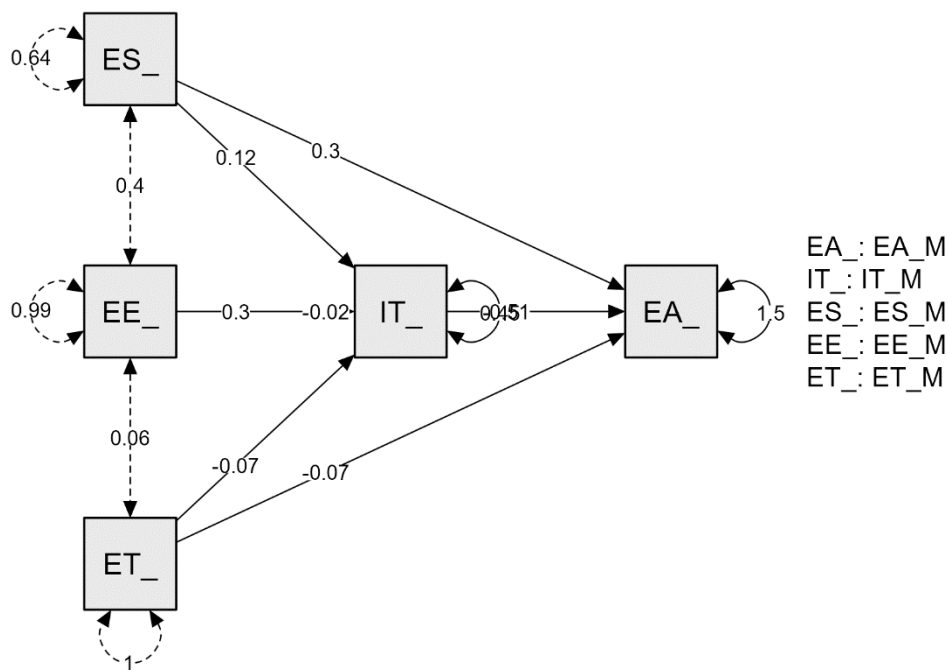 ES_
0.64
0.12
0.3
0.4
EE_
0.99
0.3
-0.02
IT_
EA_
1.5
EA_: EA_M
IT_: IT_M
ES_: ES_M
EE_: EE_M
ET_: ET_M
0.06
-0.07
-0.07
ET_
1